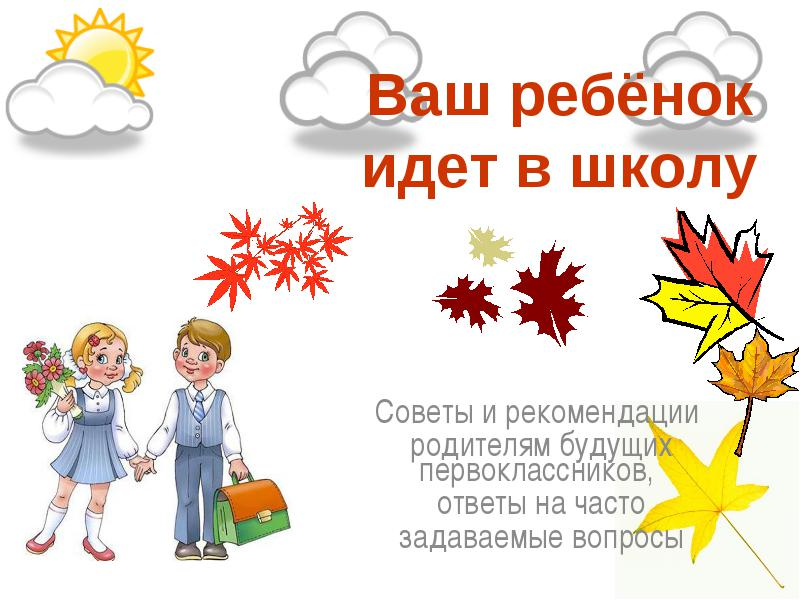 Ваш ребёнок
идет в школу
Советы и рекомендации
родителям будущих
первоклассников,
ответы на часто
задаваемые вопросы